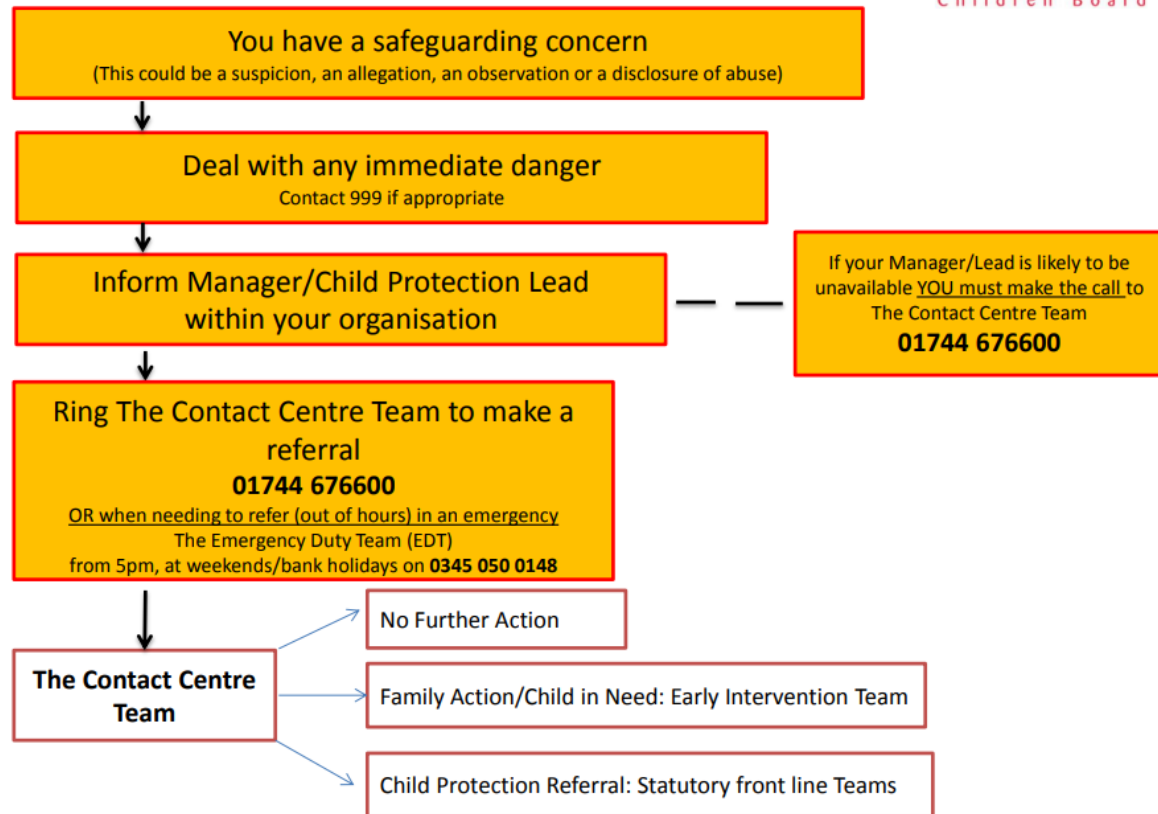 Children Board
You have a safeguarding concern
(This could be a suspicion, an allegation, an observation or a disclosure of abuse)
Deal with any immediate danger
Contact 999 if appropriate
Inform Manager/Child Protection Lead
within your organisation
If your Manager/Lead is likely to be
unavailable YOU must make the call to
The Contact Centre Team
01744 676600
Ring The Contact Centre Team to make a
referral
01744 676600
OR when needing to refer (out of hours) in an emergency
The Emergency Duty Team (EDT)
from 5pm, at weekends/bank holidays on 0345 050 0148
The Contact Centre
Team
No Further Action
Family Action/Child in Need: Early Intervention Team
Child Protection Referral: Statutory front line Teams